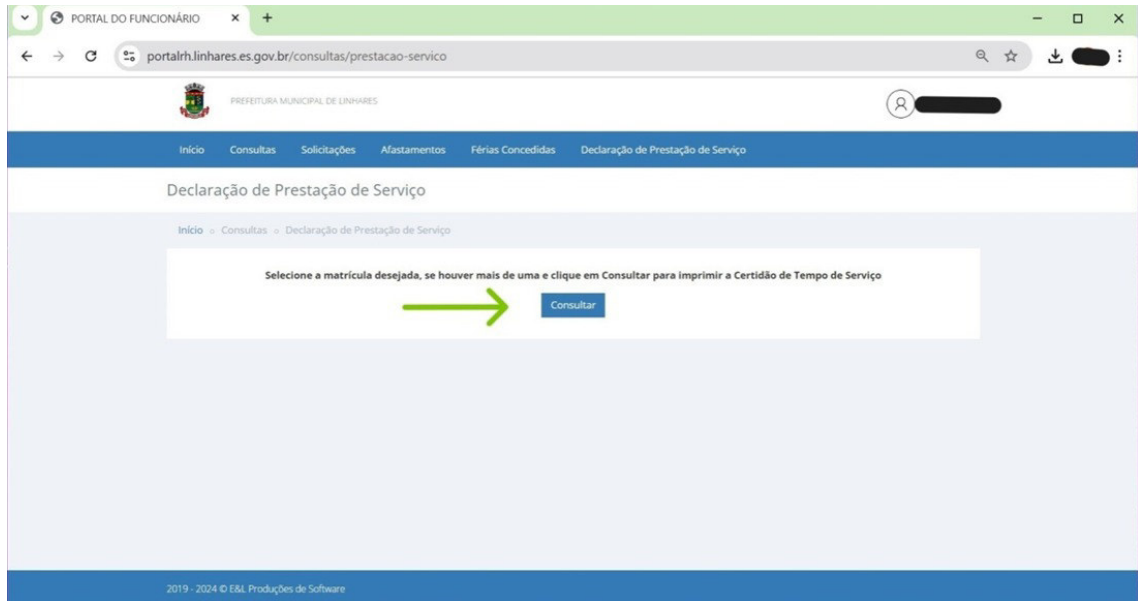 PORTAL DO FUNCIONÁRIO
portalrh.linhares.es.gov.br/consultas/prestacao-servico
PREFEITURA MUNICIPAL DE LINHARES
Início Consultas Solicitações Afastamentos Férias Concedidas Declaração de Prestação de Serviço
Declaração de Prestação de Serviço
Início Consultas Declaração de Prestação de Serviço
Selecione a matrícula desejada, se houver mais de uma e clique em Consultar para imprimir a Certidão de Tempo de Serviço
Consultar
2019 - 2024 © E&L Produções de Software